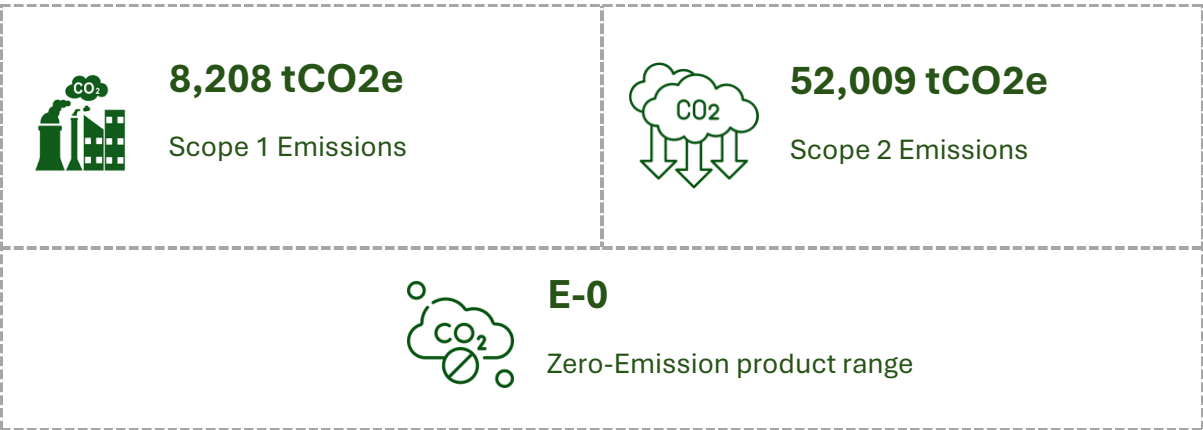 CO₂
8,208 tCO2e
Scope 1 Emissions
CO2
52,009 tCO2e
Scope 2 Emissions
CO₂
E-0
Zero-Emission product range